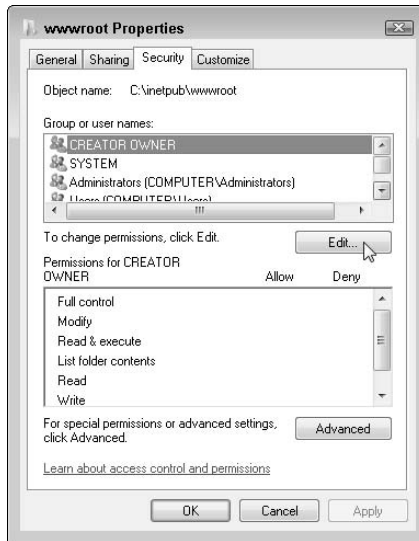 wwwroot Properties
General Sharing Security Customize
Object name: C:\inetpub\wwwroot
Group or user names:
CREATOR OWNER
SYSTEM
Administrators (COMPUTER\Administrators)
Users (COMPUTER\Users)
To change permissions, click Edit.
Edit...
Permissions for CREATOR
OWNER Allow Deny
Full control
Modify
Read & execute
List folder contents
Read
Write
For special permissions or advanced settings,
click Advanced.
Advanced
Learn about access control and permissions
OK Cancel Apply